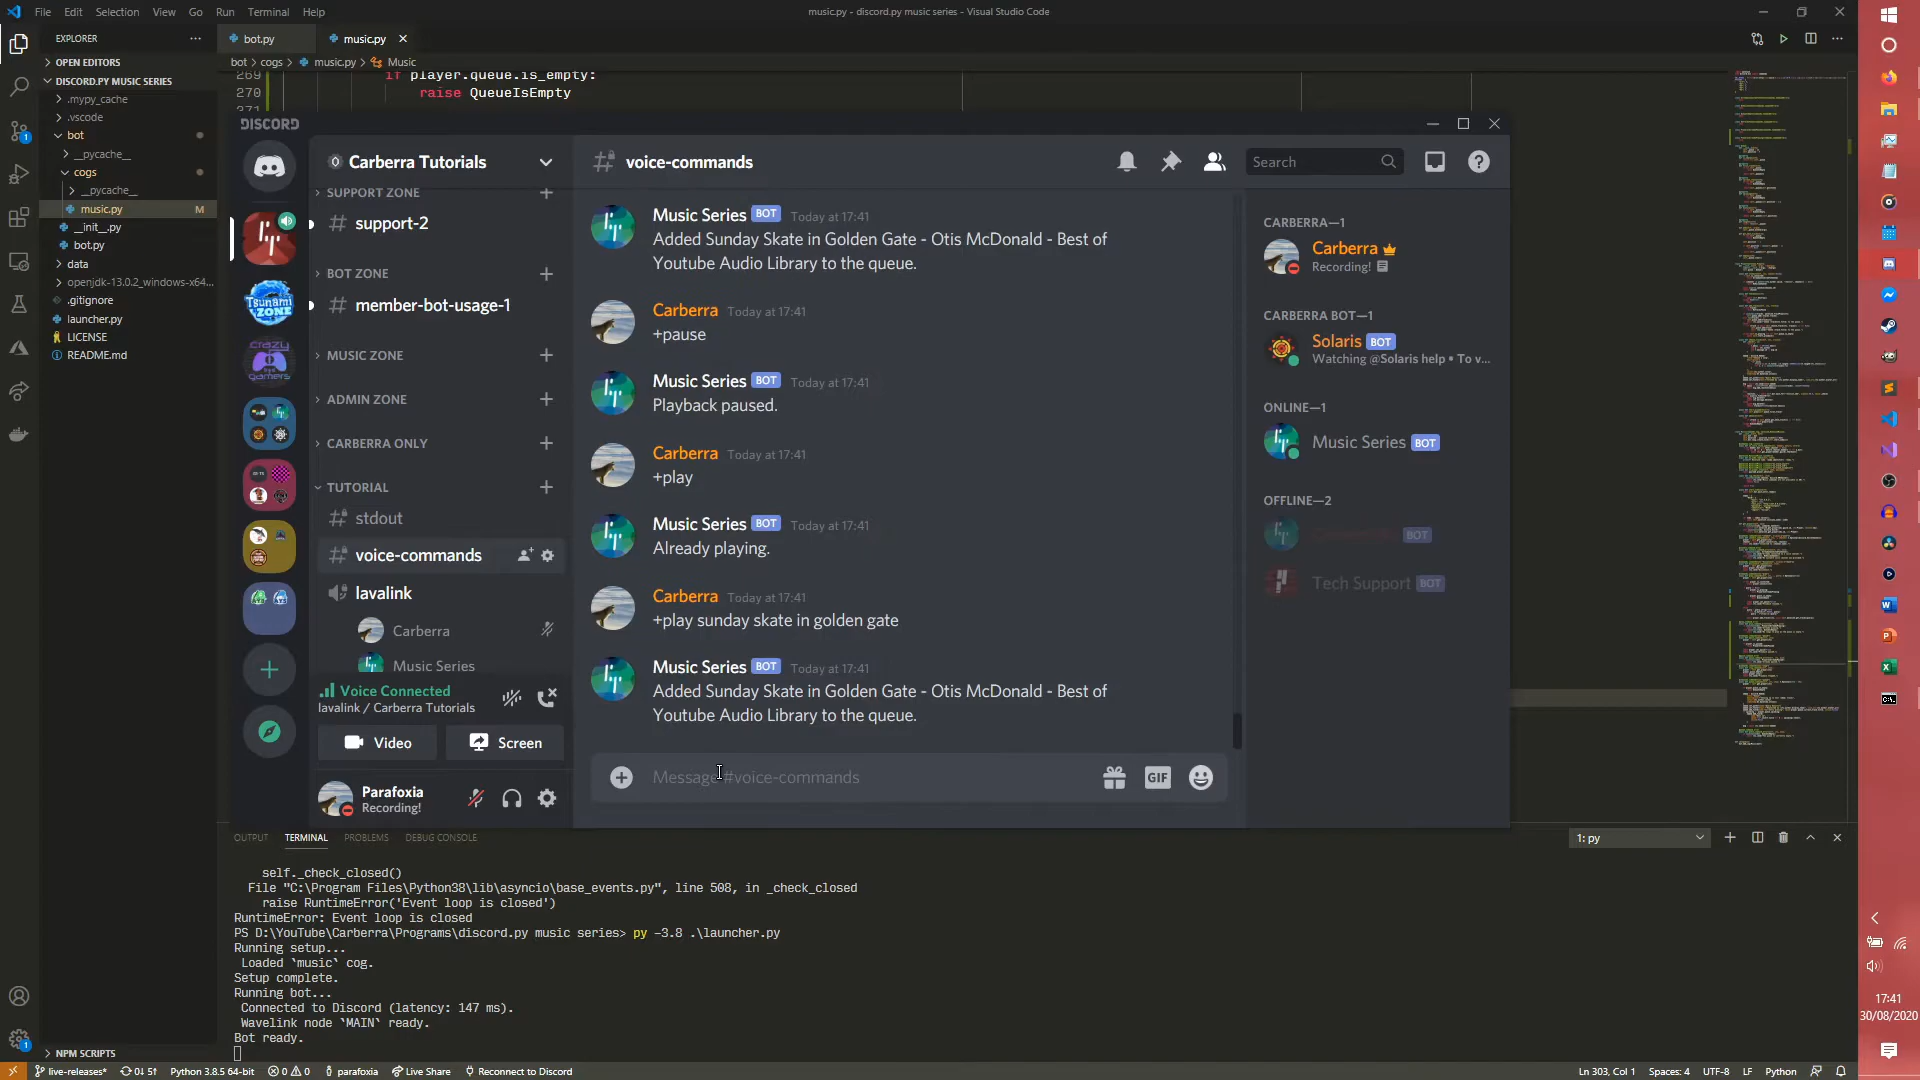 File Edit Selection View Go Run Terminal Help
music.py - discord.py music series - Visual Studio Code
EXPLORER
bot.py
music.py
OPEN EDITORS
DISCORD.PY MUSIC SERIES
.mypy_cache
.vscode
bot
__pycache__
cogs
__pycache__
music.py M
__init__.py
bot.py
data
openjdk-13.0.2_windows-x64...
.gitignore
launcher.py
LICENSE
README.md
NPM SCRIPTS
bot > cogs > music.py > Music
269 if player.queue.is_empty:
270 raise QueueIsEmpty
271
DISCORD
Carberra Tutorials
SUPPORT ZONE
support-2
BOT ZONE
member-bot-usage-1
MUSIC ZONE
ADMIN ZONE
CARBERRA ONLY
TUTORIAL
stdout
voice-commands
lavalink
Carberra
Music Series
Voice Connected
lavalink / Carberra Tutorials
Video
Screen
Parafoxia
Recording!
voice-commands
Search
Music Series BOT Today at 17:41
Added Sunday Skate in Golden Gate - Otis McDonald - Best of
Youtube Audio Library to the queue.
Carberra Today at 17:41
+pause
Music Series BOT Today at 17:41
Playback paused.
Carberra Today at 17:41
+play
Music Series BOT Today at 17:41
Already playing.
Carberra Today at 17:41
+play sunday skate in golden gate
Music Series BOT Today at 17:41
Added Sunday Skate in Golden Gate - Otis McDonald - Best of
Youtube Audio Library to the queue.
Message #voice-commands
GIF
CARBERRA—1
Carberra
Recording!
CARBERRA BOT—1
Solaris BOT
Watching @Solaris help • To v...
ONLINE—1
Music Series BOT
OFFLINE—2
BOT
Tech Support BOT
OUTPUT TERMINAL PROBLEMS DEBUG CONSOLE
1: py
self._check_closed()
File "C:\Program Files\Python38\lib\asyncio\base_events.py", line 508, in _check_closed
raise RuntimeError('Event loop is closed')
RuntimeError: Event loop is closed
PS D:\YouTube\Carberra\Programs\discord.py music series> py -3.8 .\launcher.py
Running setup...
Loaded `music` cog.
Setup complete.
Running bot...
Connected to Discord (latency: 147 ms).
Wavelink node `MAIN` ready.
Bot ready.
live-releases* 0↓ 5↑ Python 3.8.5 64-bit 0 0 parafoxia Live Share Reconnect to Discord
Ln 303, Col 1 Spaces: 4 UTF-8 LF Python
17:41
30/08/2020